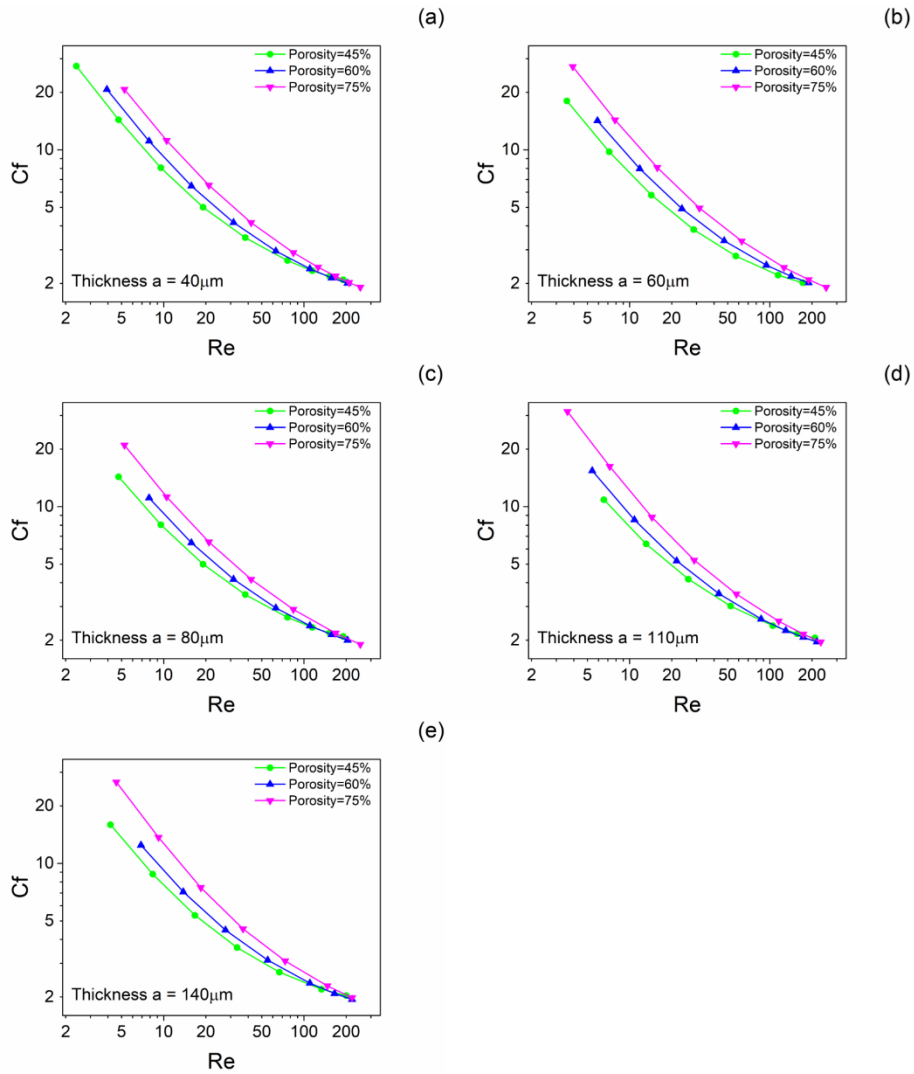 (a)
Porosity=45%
Porosity=60%
Porosity=75%
20
10
5
2
Cf
Thickness a = 40μm
2 5 10 20 50 100 200
Re
(b)
Porosity=45%
Porosity=60%
Porosity=75%
20
10
5
2
Cf
Thickness a = 60μm
2 5 10 20 50 100 200
Re
(c)
Porosity=45%
Porosity=60%
Porosity=75%
20
10
5
2
Cf
Thickness a = 80μm
2 5 10 20 50 100 200
Re
(d)
Porosity=45%
Porosity=60%
Porosity=75%
20
10
5
2
Cf
Thickness a = 110μm
2 5 10 20 50 100 200
Re
(e)
Porosity=45%
Porosity=60%
Porosity=75%
20
10
5
2
Cf
Thickness a = 140μm
2 5 10 20 50 100 200
Re